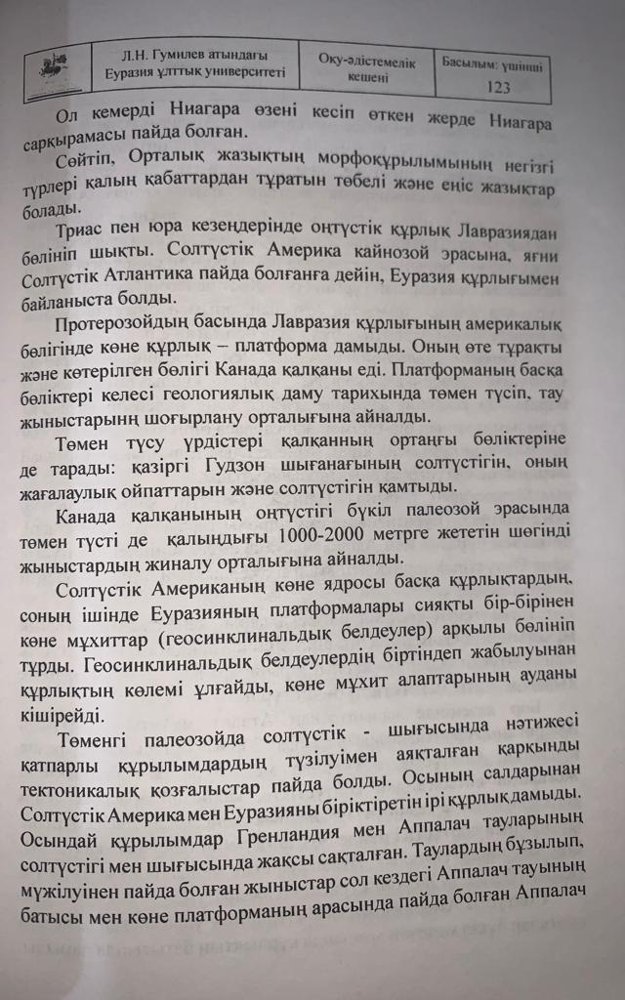 Л.Н. Гумилев атындағы
Еуразия ұлттық университеті
Оқу-әдістемелік
кешені
Басылым: үшінші
123
Ол кемерді Ниагара өзені кесіп өткен жерде Ниагара
сарқырамасы пайда болған.
Сөйтіп, Орталық жазықтың морфоқұрылымының негізгі
түрлері қалың қабаттардан тұратын төбелі және еңіс жазықтар
болады.
Триас пен юра кезеңдерінде оңтүстік құрлық Лавразиядан
бөлініп шықты. Солтүстік Америка кайнозой эрасына, яғни
Солтүстік Атлантика пайда болғанға дейін, Еуразия құрлығымен
байланыста болды.
Протерозойдың басында Лавразия құрлығының америкалық
бөлігінде көне құрлық – платформа дамыды. Оның өте тұрақты
және көтерілген бөлігі Канада қалқаны еді. Платформаның басқа
бөліктері келесі геологиялық даму тарихында төмен түсіп, тау
жыныстарынң шоғырлану орталығына айналды.
Төмен түсу үрдістері қалқанның ортаңғы бөліктеріне
де тарады: қазіргі Гудзон шығанағының солтүстігін, оның
жағалаулық ойпаттарын және солтүстігін қамтыды.
Канада қалқанының оңтүстігі бүкіл палеозой эрасында
төмен түсті де қалыңдығы 1000-2000 метрге жететін шөгінді
жыныстардың жиналу орталығына айналды.
Солтүстік Американың көне ядросы басқа құрлықтардың,
соның ішінде Еуразияның платформалары сияқты бір-бірінен
көне мұхиттар (геосинклинальдық белдеулер) арқылы бөлініп
тұрды. Геосинклинальдық белдеулердің біртіндеп жабылуынан
құрлықтың көлемі ұлғайды, көне мұхит алаптарының ауданы
кішірейді.
Төменгі палеозойда солтүстік - шығысында нәтижесі
қатпарлы құрылымдардың түзілуімен аяқталған қарқынды
тектоникалық қозғалыстар пайда болды. Осының салдарынан
Солтүстік Америка мен Еуразияны біріктіретін ірі құрлық дамыды.
Осындай құрылымдар Гренландия мен Аппалач тауларының
солтүстігі мен шығысында жақсы сақталған. Таулардың бұзылып,
мүжілуінен пайда болған жыныстар сол кездегі Аппалач тауының
батысы мен көне платформаның арасында пайда болған Аппалач